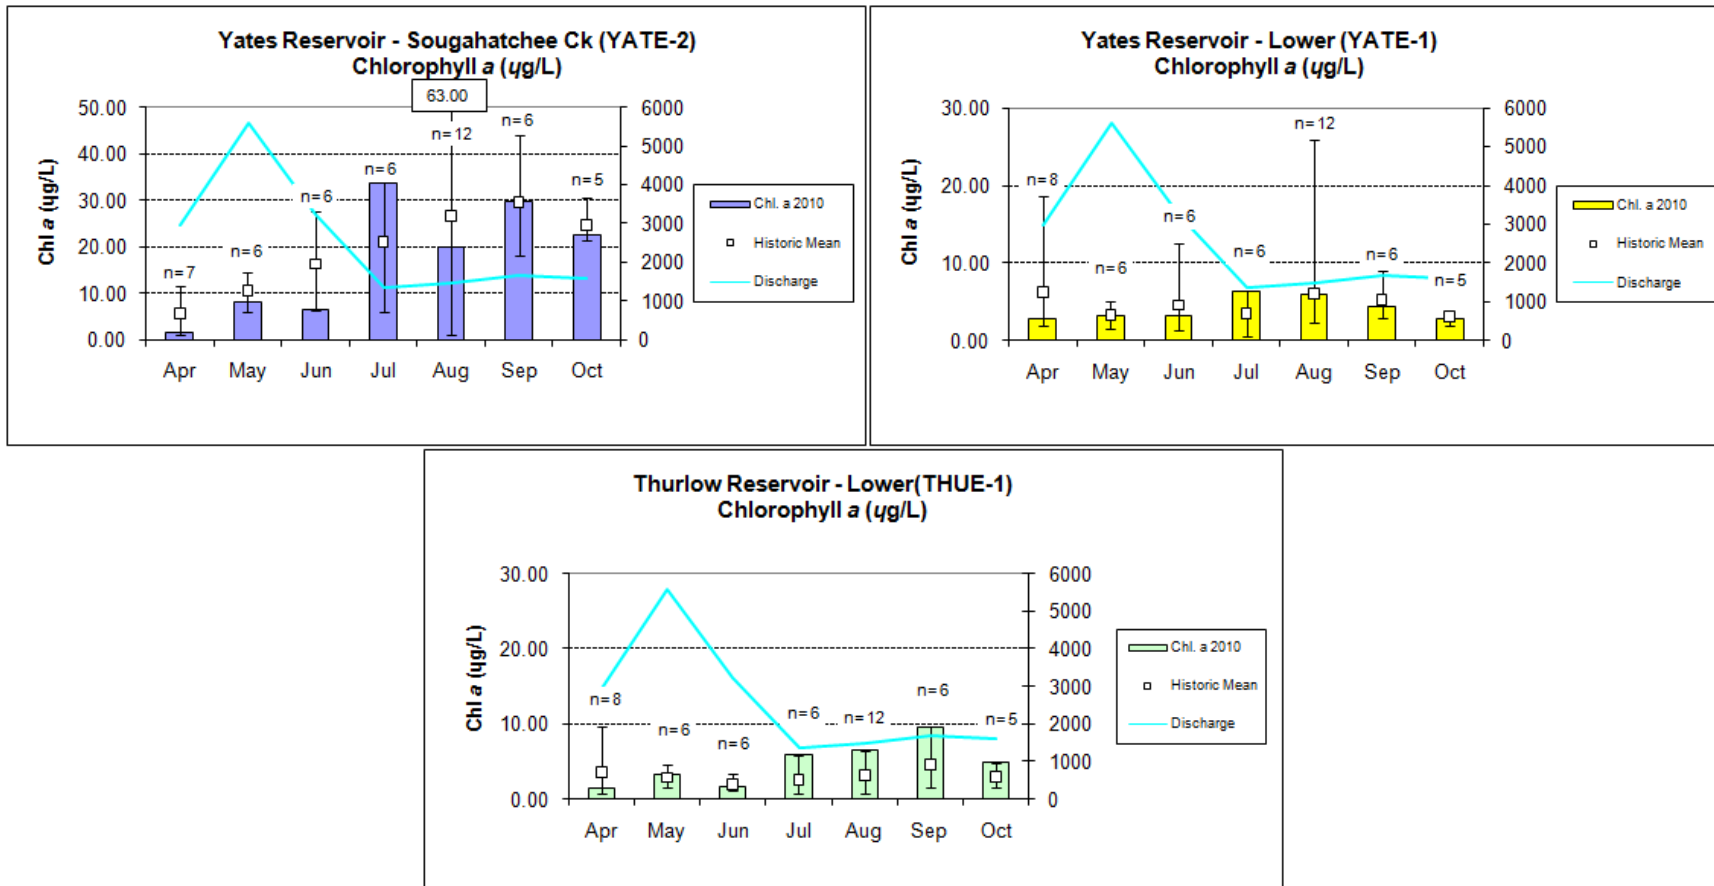 Yates Reservoir - Sougahatchee Ck (YATE-2)
Chlorophyll a (ɥg/L)
63.00
50.00
40.00
30.00
20.00
10.00
0.00
Chl a (ɥg/L)
n=7
n=6
n=6
n=6
n=12
n=6
n=5
6000
5000
4000
3000
2000
1000
0
Apr May Jun Jul Aug Sep Oct
Chl. a 2010
Historic Mean
Discharge
Yates Reservoir - Lower (YATE-1)
Chlorophyll a (ɥg/L)
30.00
20.00
10.00
0.00
Chl a (ɥg/L)
n=8
n=6
n=6
n=6
n=12
n=6
n=5
6000
5000
4000
3000
2000
1000
0
Apr May Jun Jul Aug Sep Oct
Chl. a 2010
Historic Mean
Discharge
Thurlow Reservoir - Lower(THUE-1)
Chlorophyll a (ɥg/L)
30.00
20.00
10.00
0.00
Chl a (ɥg/L)
n=8
n=6
n=6
n=6
n=12
n=6
n=5
6000
5000
4000
3000
2000
1000
0
Apr May Jun Jul Aug Sep Oct
Chl. a 2010
Historic Mean
Discharge